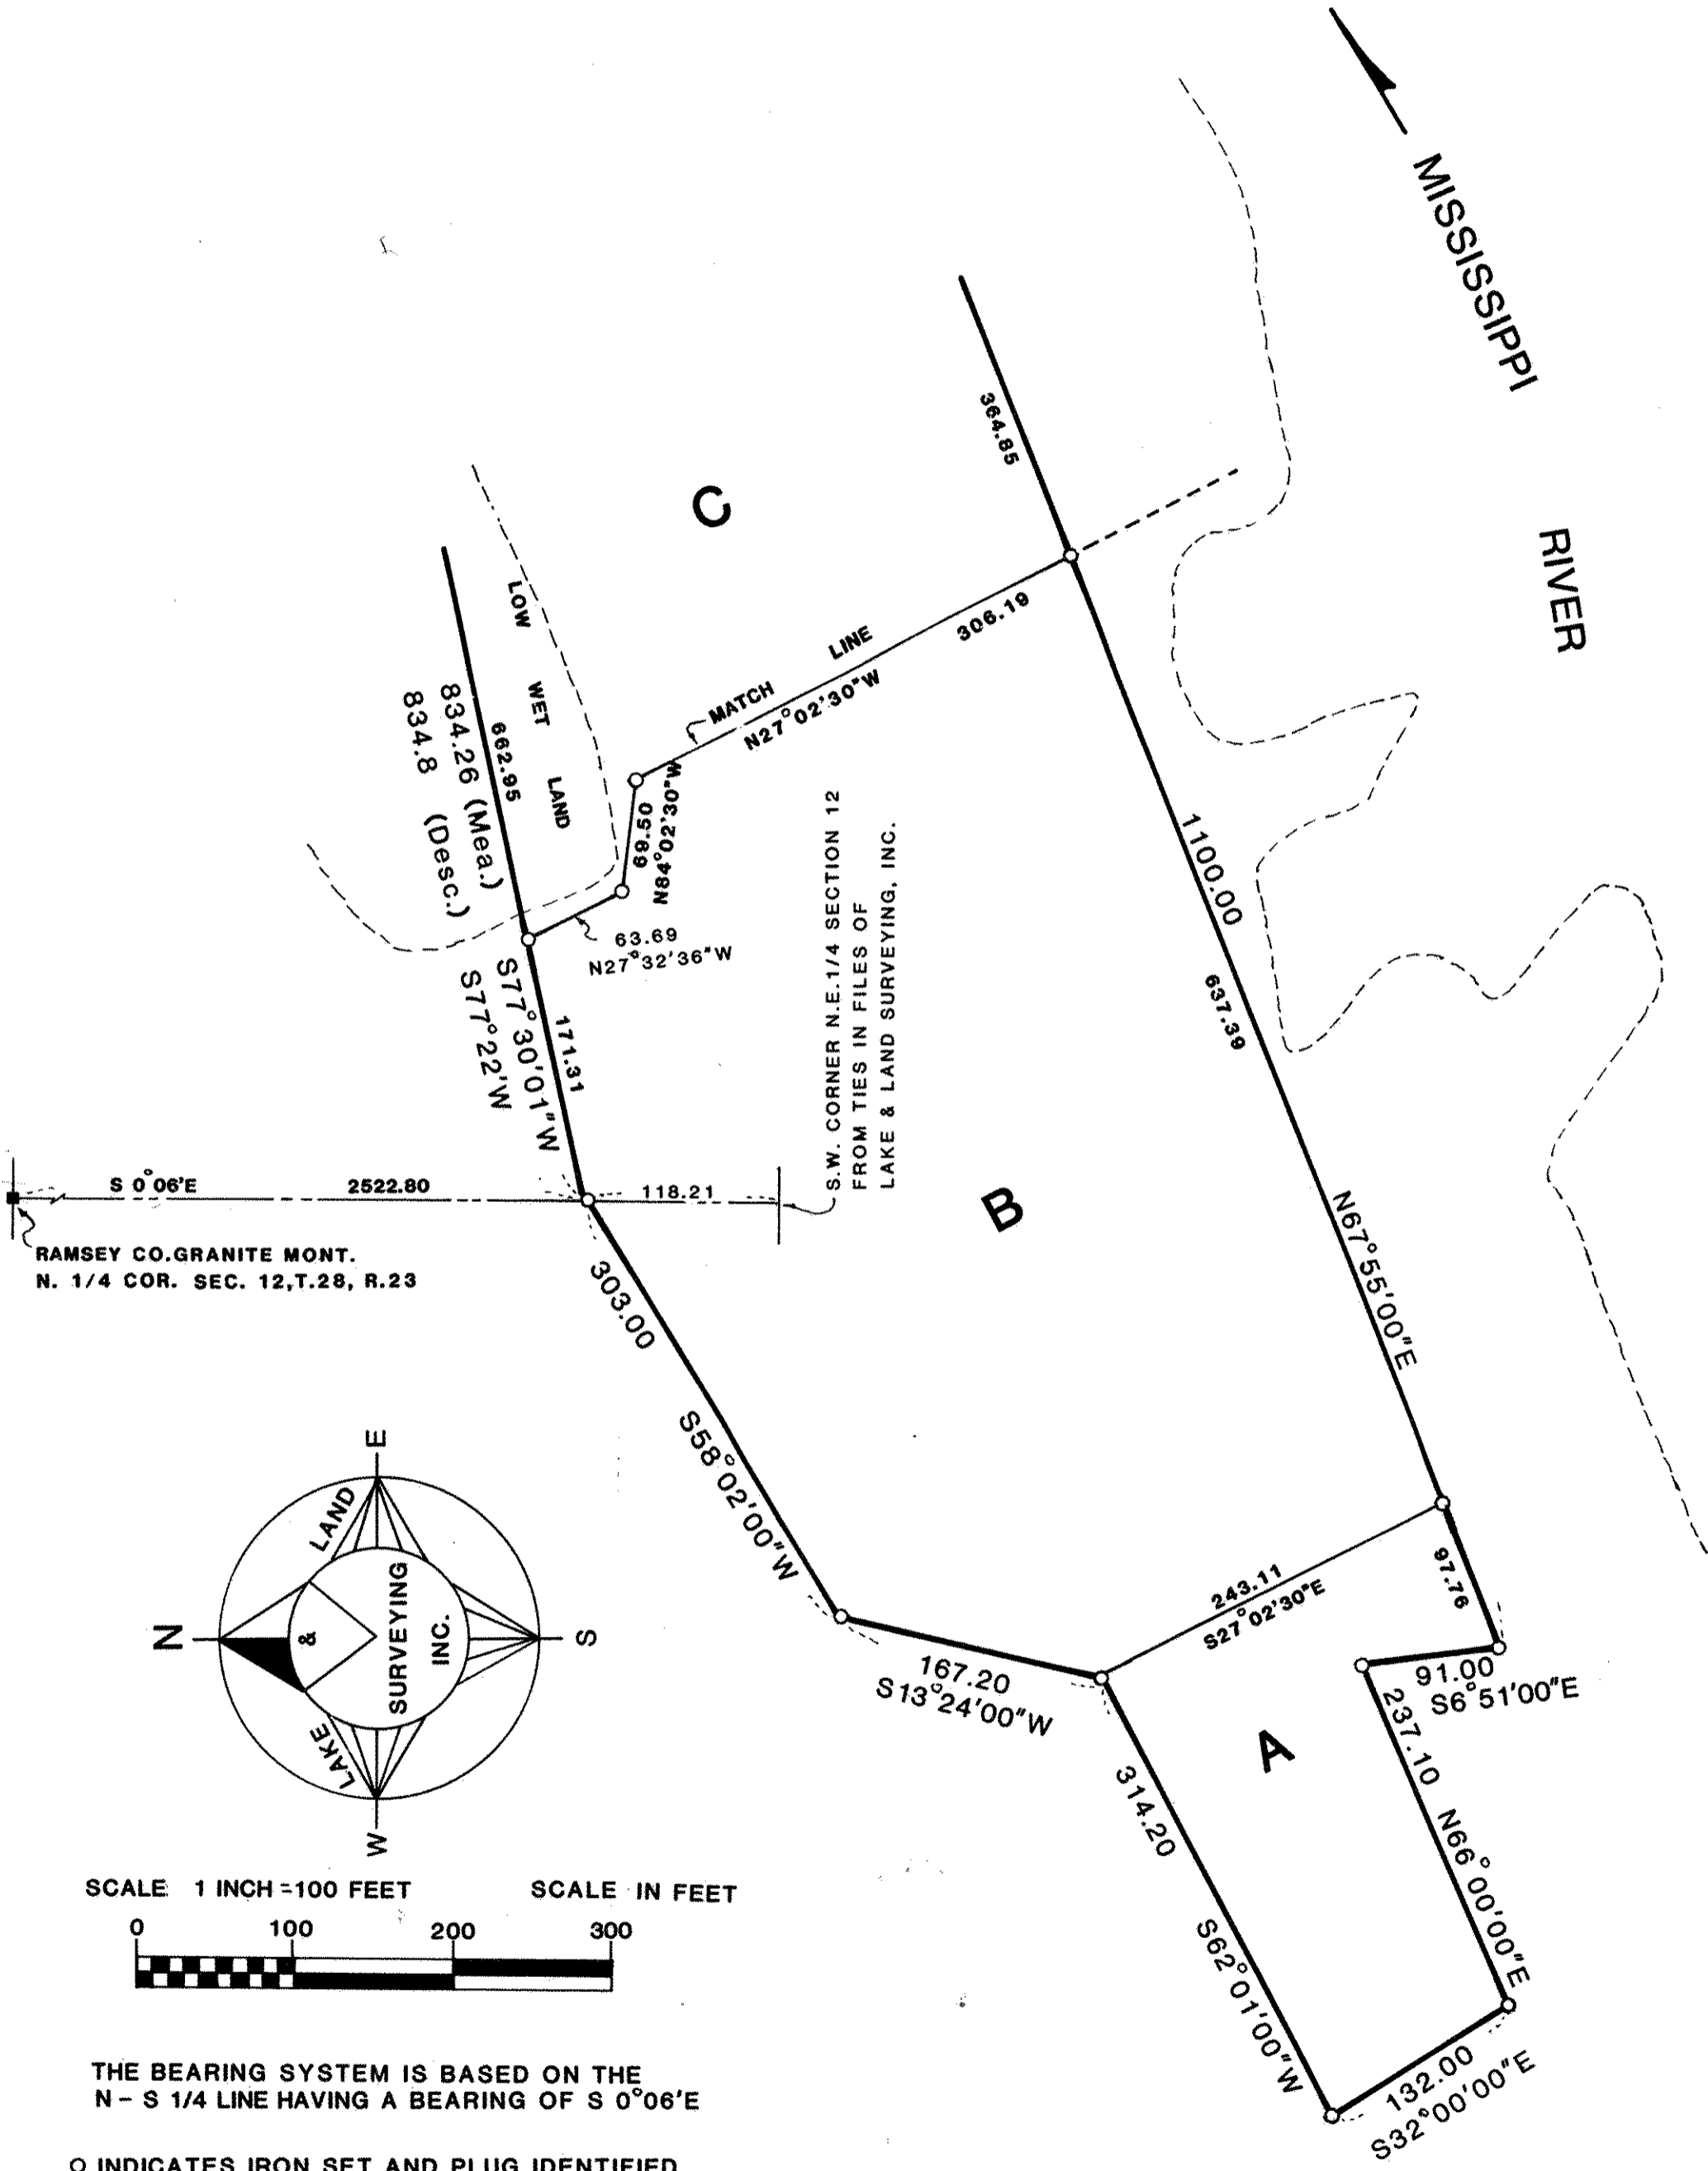 MISSISSIPPI
RIVER
364.85
C
LOW WET LAND
MATCH LINE
306.19
N27°02'30"W
662.95
834.26 (Mea.)
834.8 (Desc.)
69.50
N84°02'30"W
63.69
N27°32'36"W
S77°30'01"W
S77°22'W
171.31
S.W. CORNER N.E.1/4 SECTION 12
FROM TIES IN FILES OF
LAKE & LAND SURVEYING, INC.
1100.00
637.39
N67°55'00"E
S 0°06'E 2522.80
118.21
RAMSEY CO.GRANITE MONT.
N. 1/4 COR. SEC. 12,T.28, R.23
B
303.00
S58°02'00"W
243.11
S27°02'30"E
97.76
91.00
S6°51'00"E
167.20
S13°24'00"W
A
237.10 N66°00'00"E
314.20
S62°01'00"W
132.00
S32°00'00"E
E
N
S
W
LAKE
&
LAND
SURVEYING
INC.
SCALE 1 INCH =100 FEET SCALE IN FEET
0 100 200 300
THE BEARING SYSTEM IS BASED ON THE
N - S 1/4 LINE HAVING A BEARING OF S 0°06'E
O INDICATES IRON SET AND PLUG IDENTIFIED